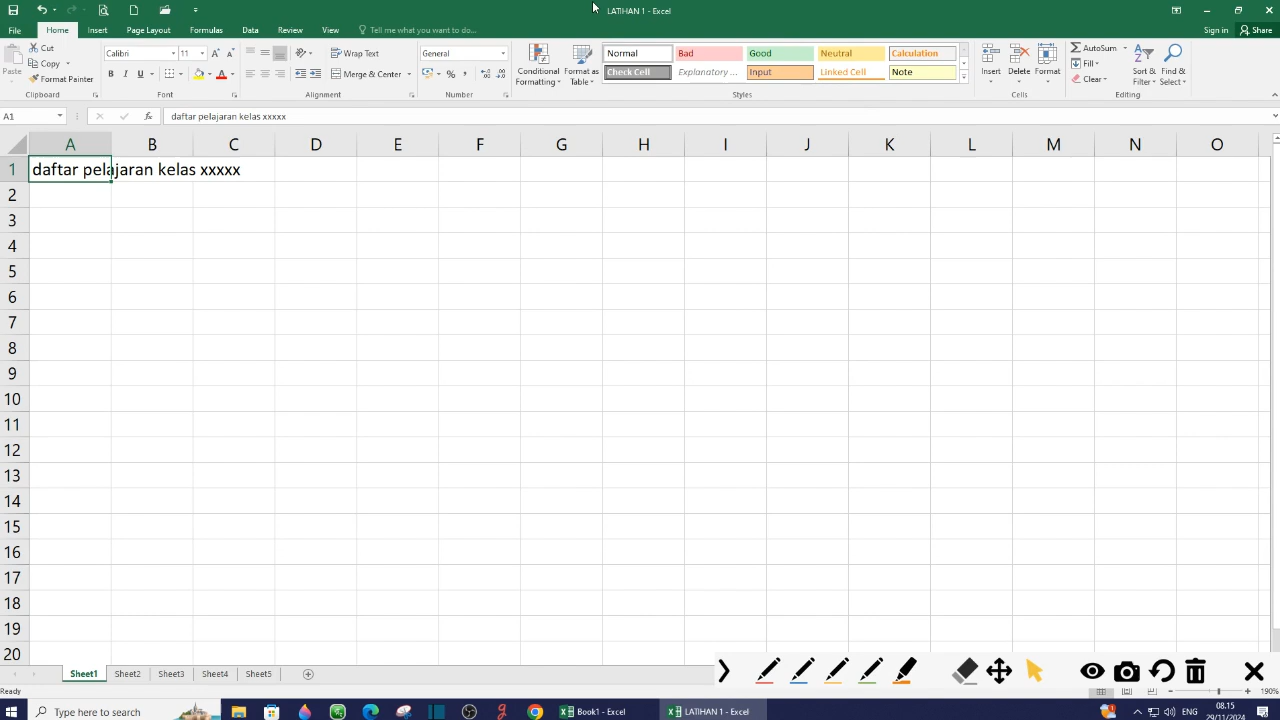 LATIHAN 1 - Excel
File Home Insert Page Layout Formulas Data Review View Tell me what you want to do... Sign in Share
Paste
Cut
Copy
Format Painter
Clipboard
Calibri 11
B I U
Font
Wrap Text
Merge & Center
Alignment
General
Number
Conditional Formatting
Format as Table
Normal Bad Good Neutral Calculation
Check Cell Explanatory ... Input Linked Cell Note
Styles
Insert Delete Format
Cells
AutoSum
Fill
Clear
Sort & Filter
Find & Select
Editing
A1 fx daftar pelajaran kelas xxxxx
A B C D E F G H I J K L M N O
1 daftar pelajaran kelas xxxxx
2
3
4
5
6
7
8
9
10
11
12
13
14
15
16
17
18
19
20
Sheet1 Sheet2 Sheet3 Sheet4 Sheet5
Ready 190%
Type here to search Book1 - Excel LATIHAN 1 - Excel ENG 08.15
29/11/2024